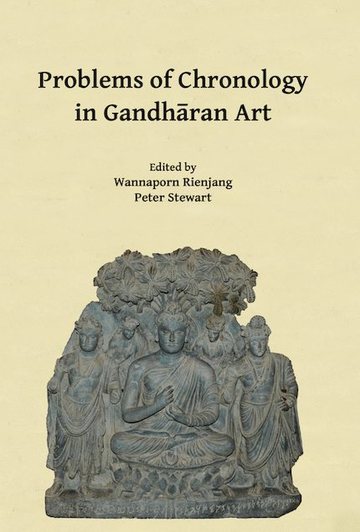 Problems of Chronology
in Gandhāran Art
Edited by
Wannaporn Rienjang
Peter Stewart